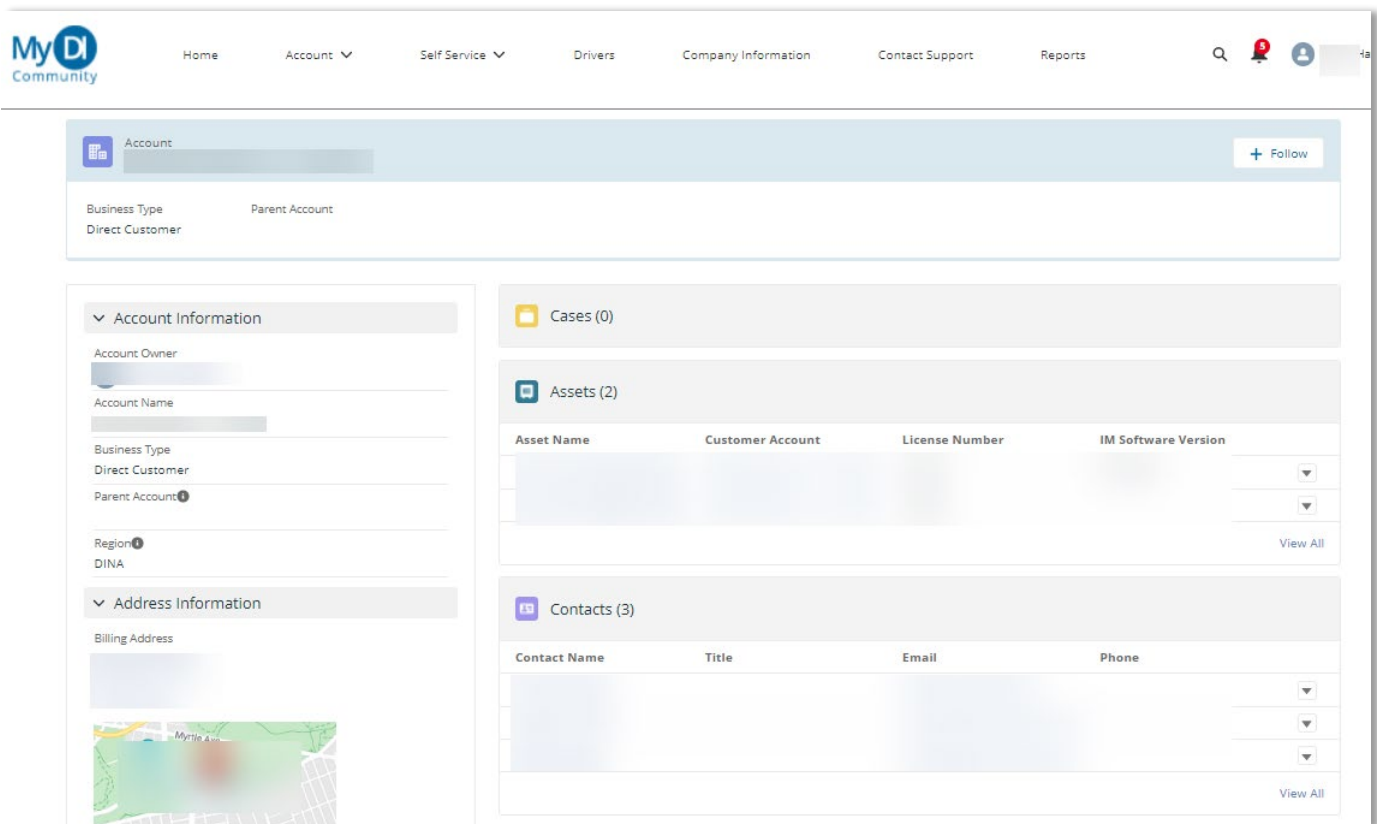 My DI
Community
Home Account Self Service Drivers Company Information Contact Support Reports 5
Account
+ Follow
Business Type Parent Account
Direct Customer
Account Information
Account Owner
Account Name
Business Type
Direct Customer
Parent Account
Region
DINA
Address Information
Billing Address
Myrtle
Cases (0)
Assets (2)
Asset Name Customer Account License Number IM Software Version
View All
Contacts (3)
Contact Name Title Email Phone
View All